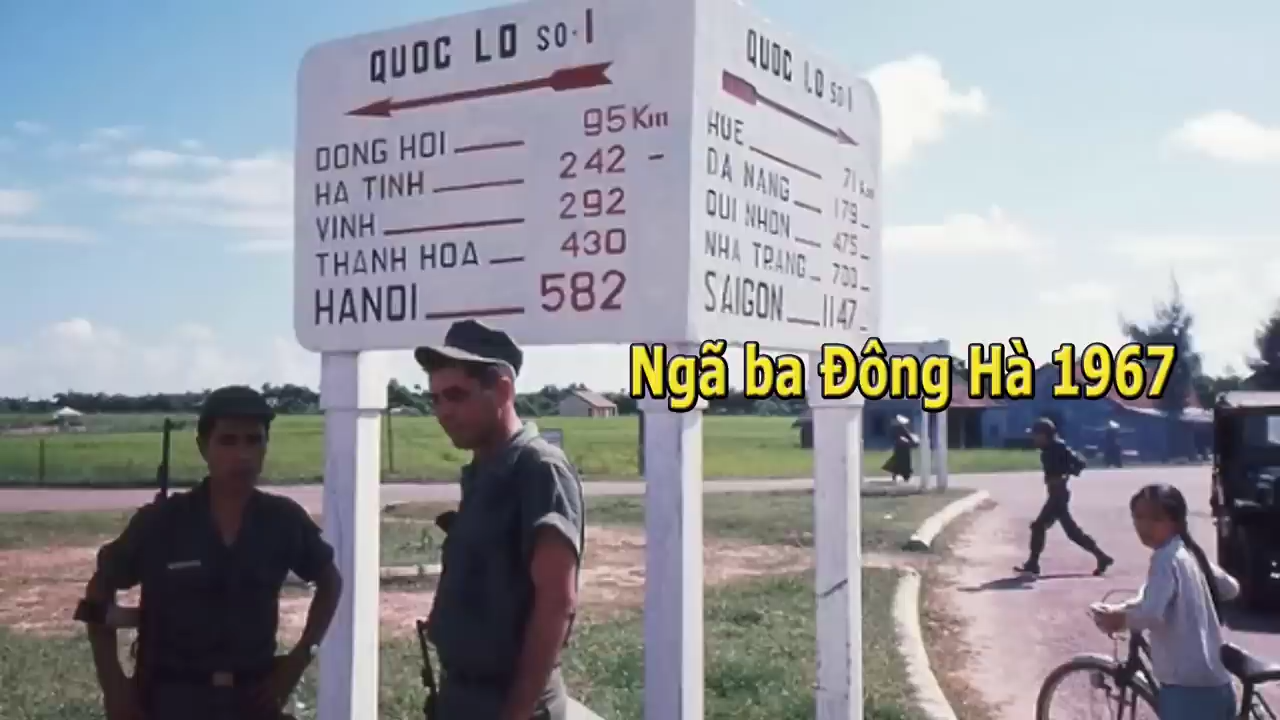 QUOC LO SO.1
DONG HOI 95 Km
HA TINH 242 -
VINH 292
THANH HOA 430
HANOI 582
QUOC LO SO 1
HUE 71 Km
DA NANG 179
QUI NHON 475
NHA TRANG 700
SAIGON 1147
Ngã ba Đông Hà 1967